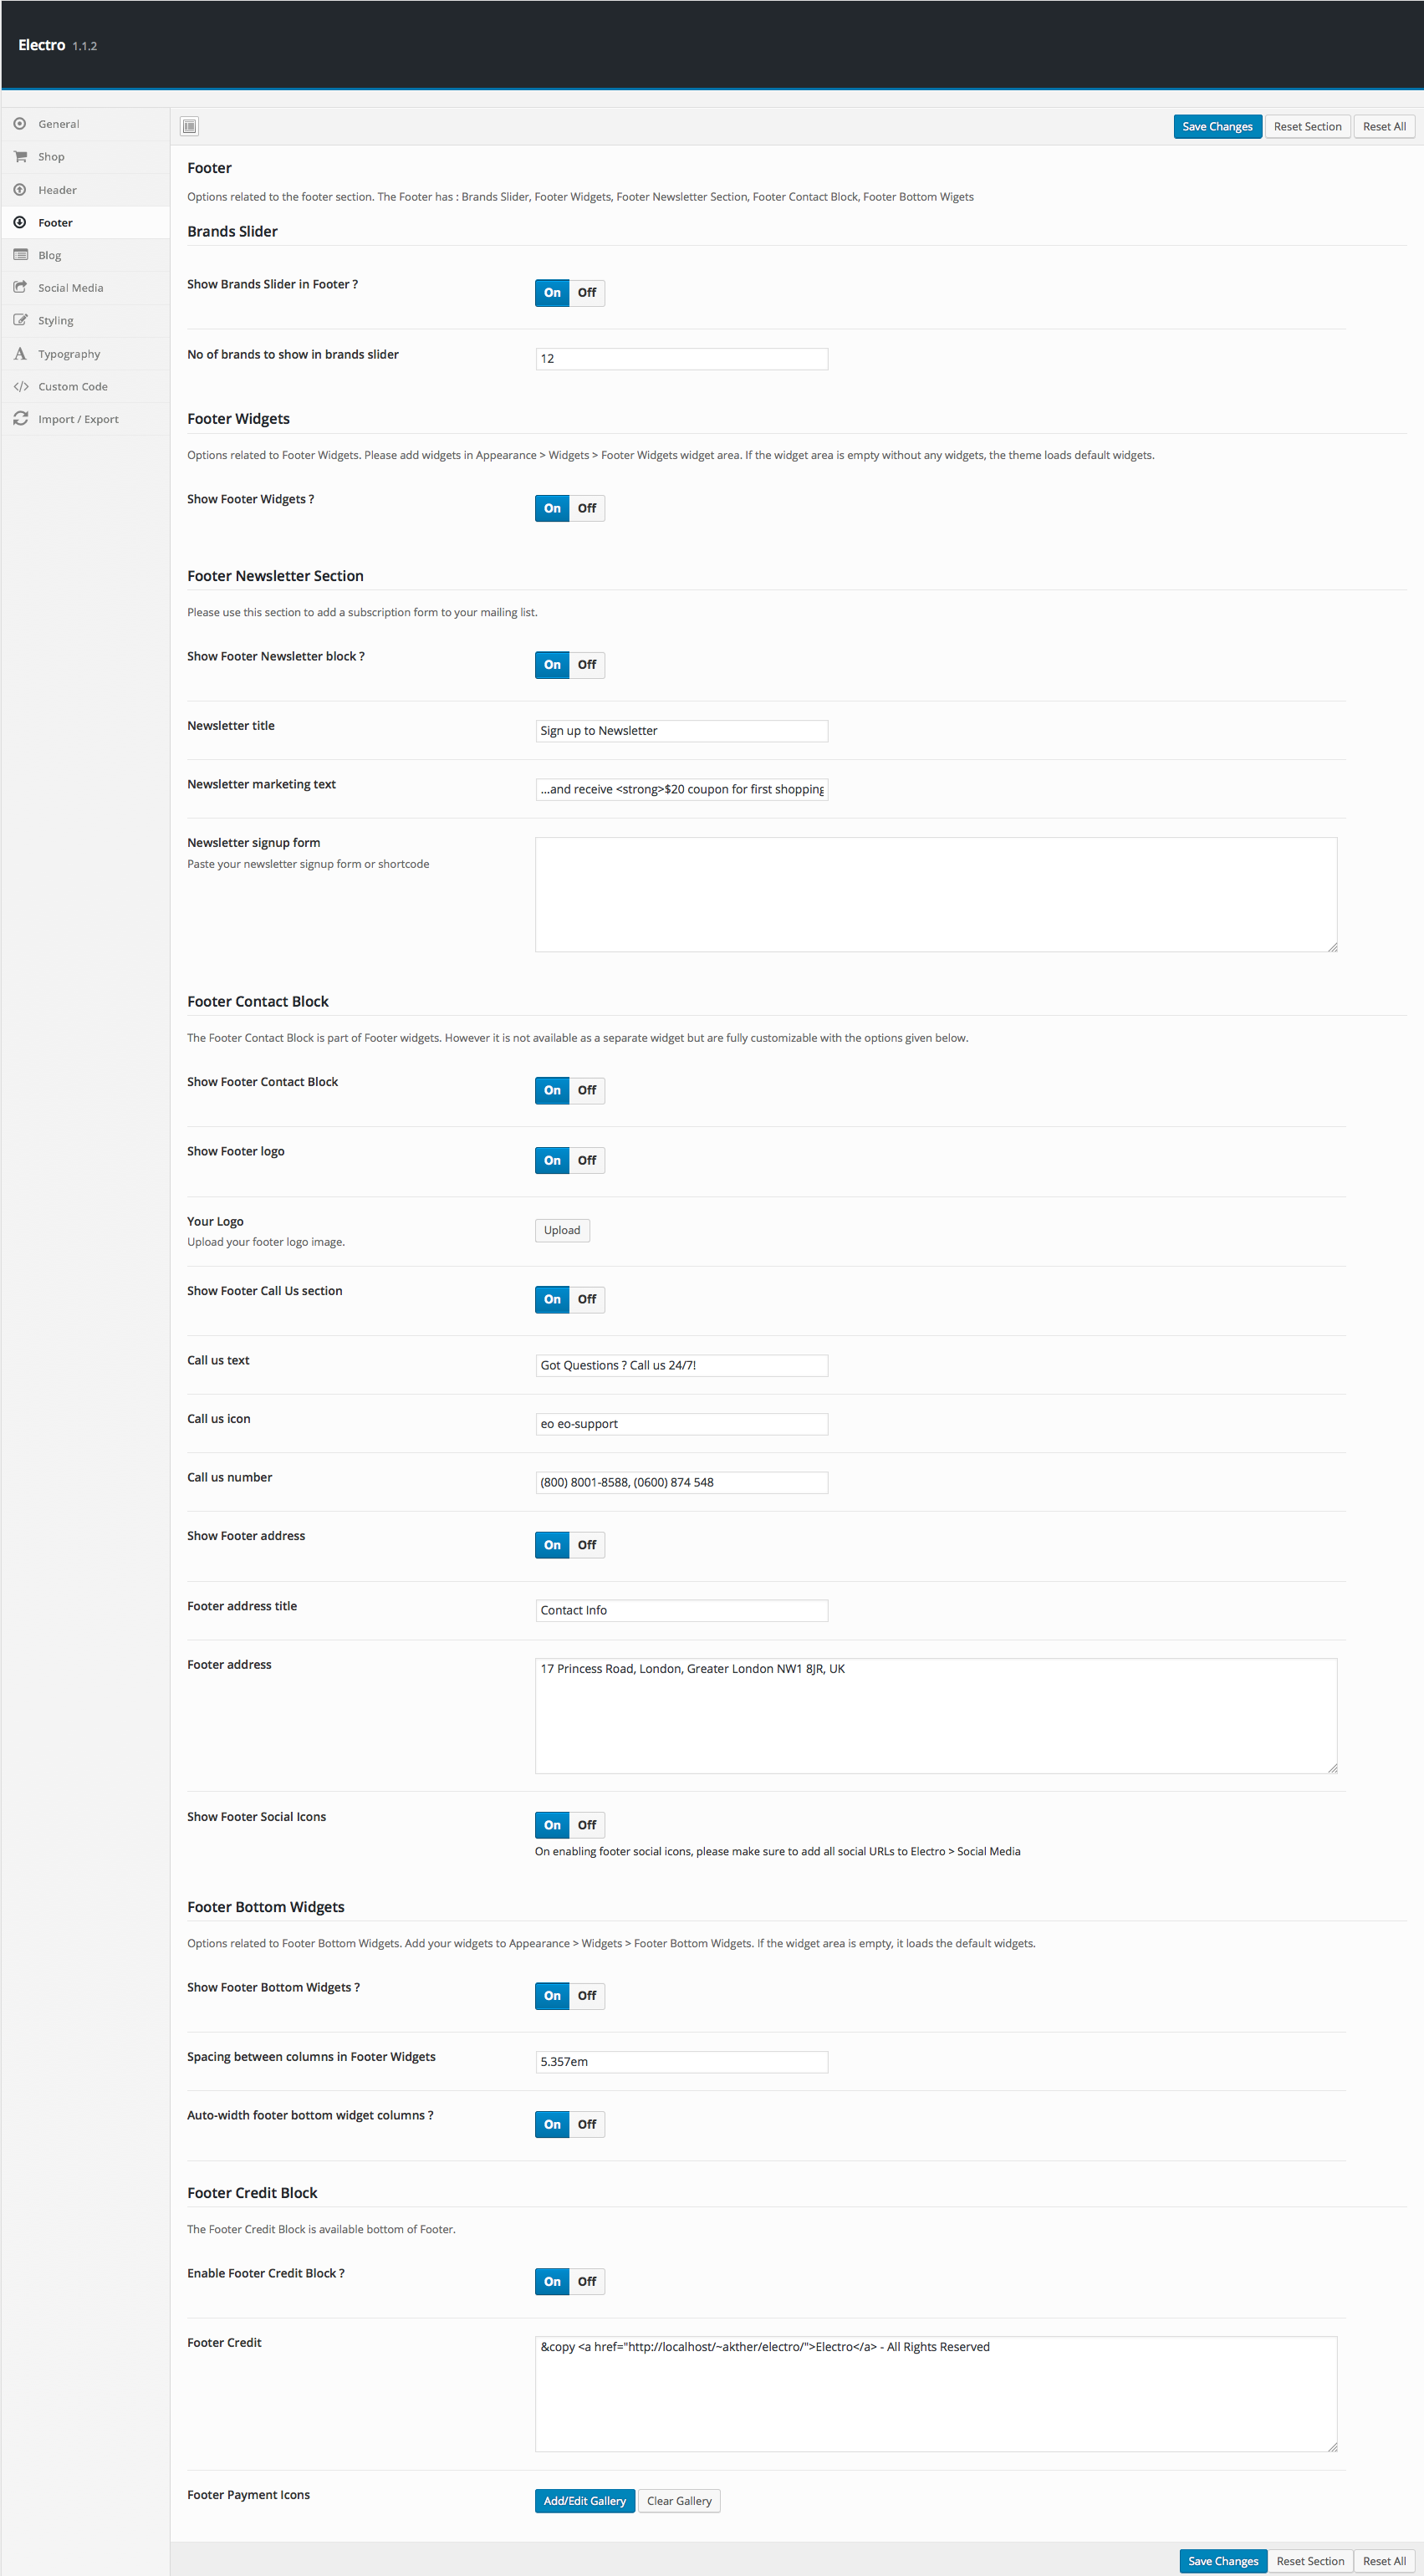 Electro 1.1.2
General
Shop
Header
Footer
Blog
Social Media
Styling
Typography
Custom Code
Import / Export
Save Changes Reset Section Reset All
Footer
Options related to the footer section. The Footer has : Brands Slider, Footer Widgets, Footer Newsletter Section, Footer Contact Block, Footer Bottom Wigets
Brands Slider
Show Brands Slider in Footer ? On Off
No of brands to show in brands slider 12
Footer Widgets
Options related to Footer Widgets. Please add widgets in Appearance > Widgets > Footer Widgets widget area. If the widget area is empty without any widgets, the theme loads default widgets.
Show Footer Widgets ? On Off
Footer Newsletter Section
Please use this section to add a subscription form to your mailing list.
Show Footer Newsletter block ? On Off
Newsletter title Sign up to Newsletter
Newsletter marketing text ...and receive <strong>$20 coupon for first shopping
Newsletter signup form
Paste your newsletter signup form or shortcode
Footer Contact Block
The Footer Contact Block is part of Footer widgets. However it is not available as a separate widget but are fully customizable with the options given below.
Show Footer Contact Block On Off
Show Footer logo On Off
Your Logo Upload
Upload your footer logo image.
Show Footer Call Us section On Off
Call us text Got Questions ? Call us 24/7!
Call us icon eo eo-support
Call us number (800) 8001-8588, (0600) 874 548
Show Footer address On Off
Footer address title Contact Info
Footer address 17 Princess Road, London, Greater London NW1 8JR, UK
Show Footer Social Icons On Off
On enabling footer social icons, please make sure to add all social URLs to Electro > Social Media
Footer Bottom Widgets
Options related to Footer Bottom Widgets. Add your widgets to Appearance > Widgets > Footer Bottom Widgets. If the widget area is empty, it loads the default widgets.
Show Footer Bottom Widgets ? On Off
Spacing between columns in Footer Widgets 5.357em
Auto-width footer bottom widget columns ? On Off
Footer Credit Block
The Footer Credit Block is available bottom of Footer.
Enable Footer Credit Block ? On Off
Footer Credit &copy <a href="http://localhost/~akther/electro/">Electro</a> - All Rights Reserved
Footer Payment Icons Add/Edit Gallery Clear Gallery
Save Changes Reset Section Reset All